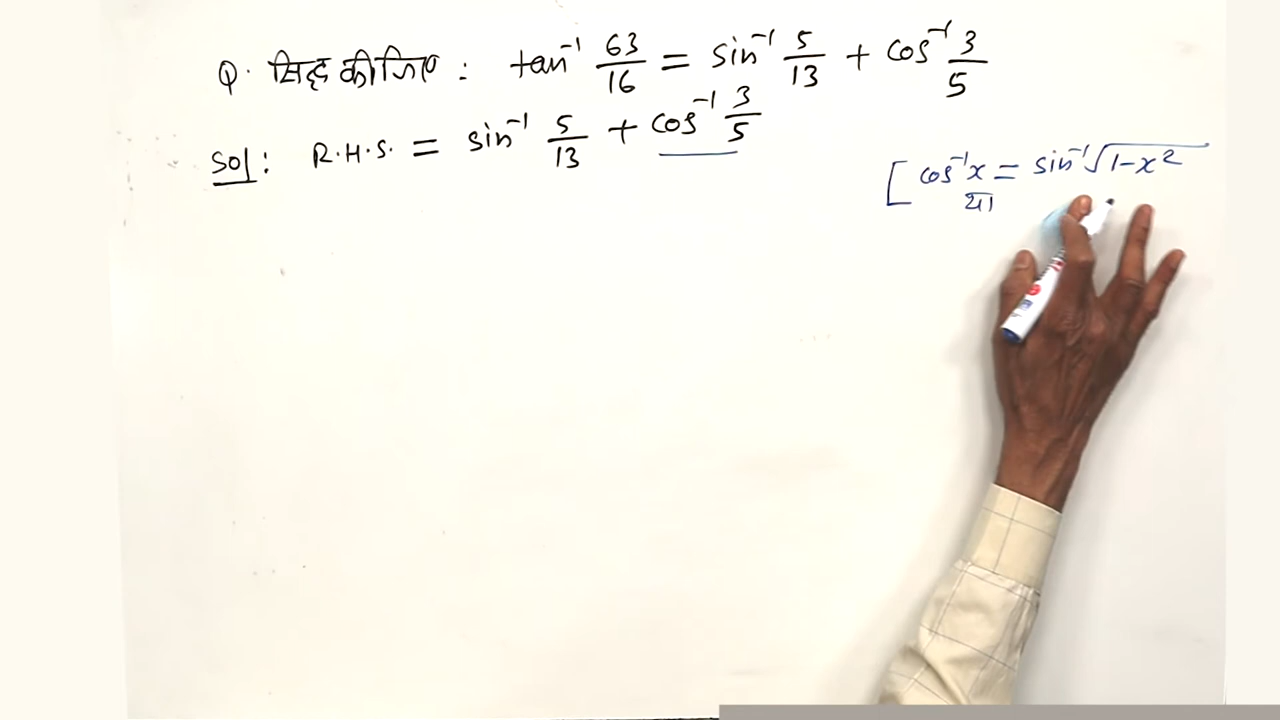 Q. सिद्ध कीजिए : tan⁻¹ 63/16 = sin⁻¹ 5/13 + cos⁻¹ 3/5
Sol: R.H.S. = sin⁻¹ 5/13 + cos⁻¹ 3/5
[ cos⁻¹x = sin⁻¹√1-x²
या